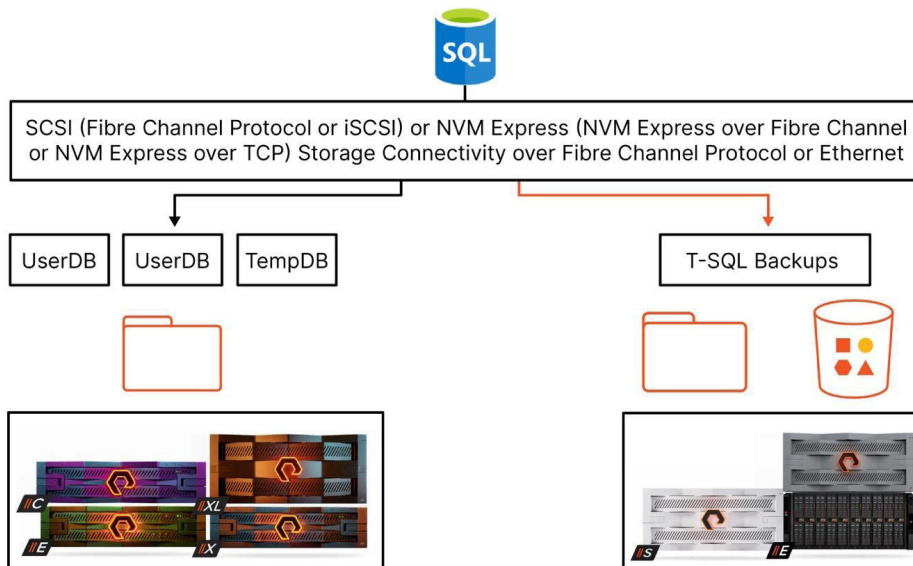 SQL
SCSI (Fibre Channel Protocol or iSCSI) or NVM Express (NVM Express over Fibre Channel
or NVM Express over TCP) Storage Connectivity over Fibre Channel Protocol or Ethernet
UserDB
UserDB
TempDB
T-SQL Backups
//C
//XL
//E
//X
//S
//E